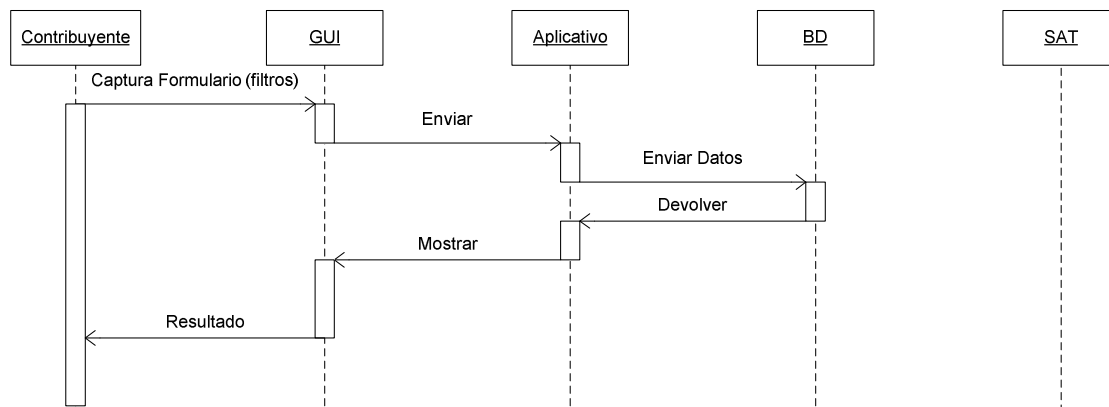 Contribuyente
GUI
Aplicativo
BD
SAT
Captura Formulario (filtros)
Enviar
Enviar Datos
Devolver
Mostrar
Resultado